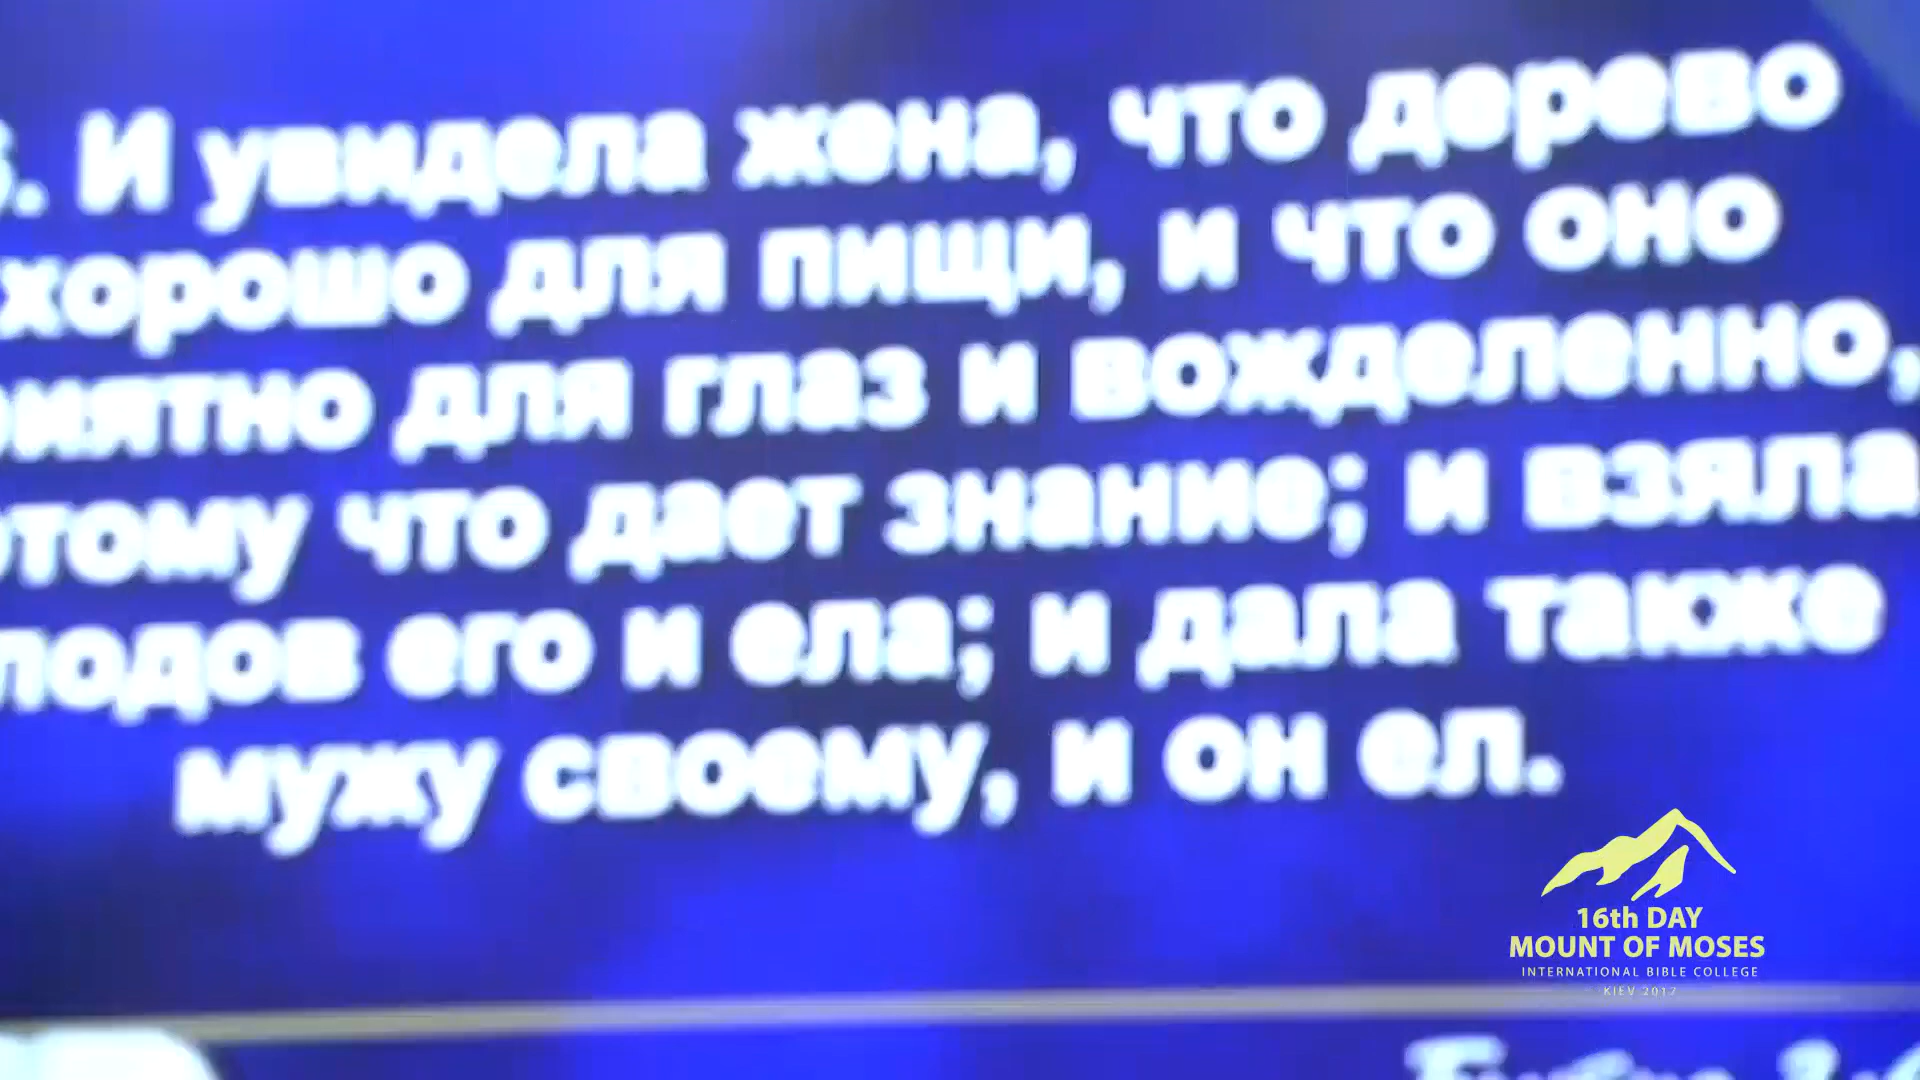 . И увидела жена, что дерево
хорошо для пищи, и что оно
для глаз и вожделенно,
что дает знание; и взяла
его и ела; и дала также
мужу своему, и он ел.
16th DAY
MOUNT OF MOSES
INTERNATIONAL BIBLE COLLEGE
KIEV 2017